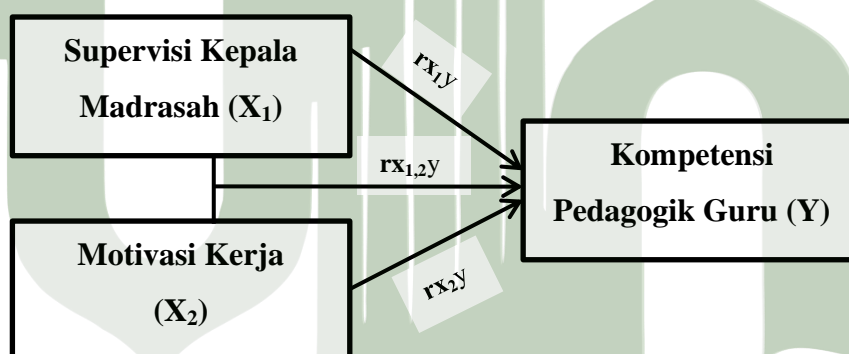 Supervisi Kepala
Madrasah (X₁)
rx₁y
rx₁,₂y
Kompetensi
Pedagogik Guru (Y)
Motivasi Kerja
(X₂)
rx₂y